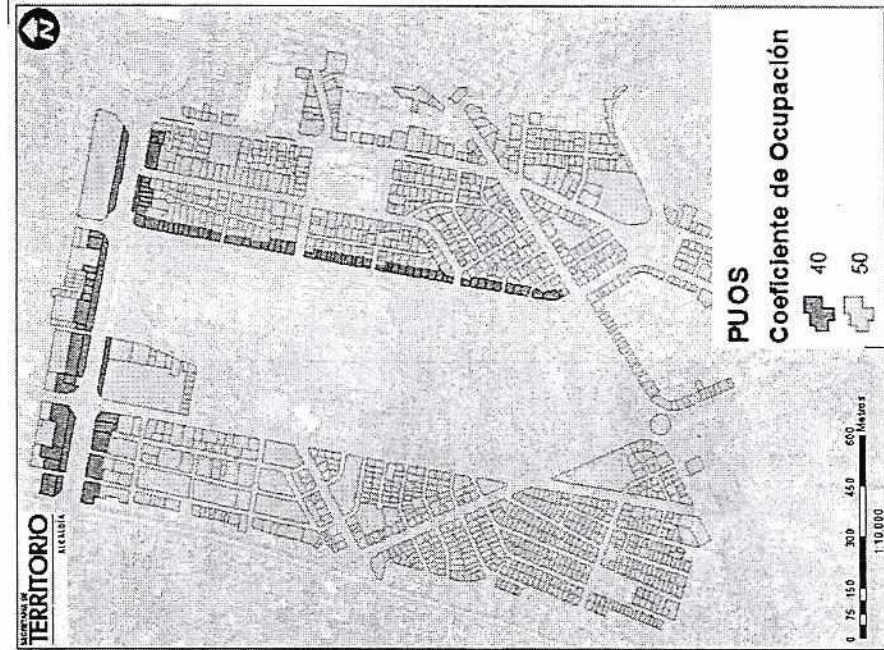 N
SECRETARÍA DE
TERRITORIO
ALCALDÍA
PUOS
Coeficiente de Ocupación
40
50
0 75 150 300 450 600
Metros
1:10.000